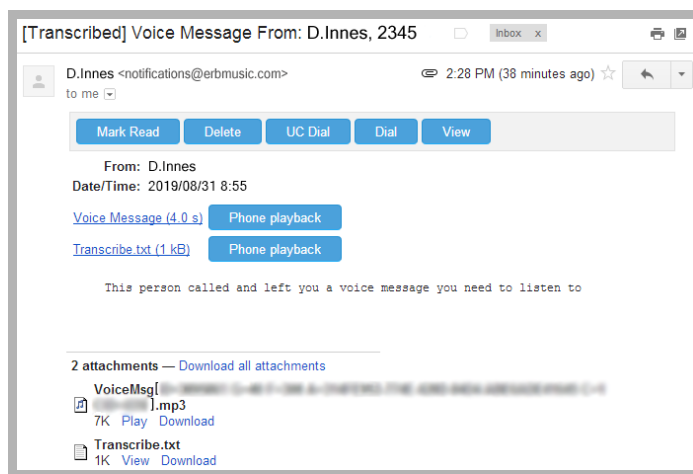 [Transcribed] Voice Message From: D.Innes, 2345 Inbox x
D.Innes <notifications@erbmusic.com> 2:28 PM (38 minutes ago)
to me
Mark Read Delete UC Dial Dial View
From: D.Innes
Date/Time: 2019/08/31 8:55
Voice Message (4.0 s) Phone playback
Transcribe.txt (1 kB) Phone playback
This person called and left you a voice message you need to listen to
2 attachments — Download all attachments
VoiceMsg[
].mp3
7K Play Download
Transcribe.txt
1K View Download